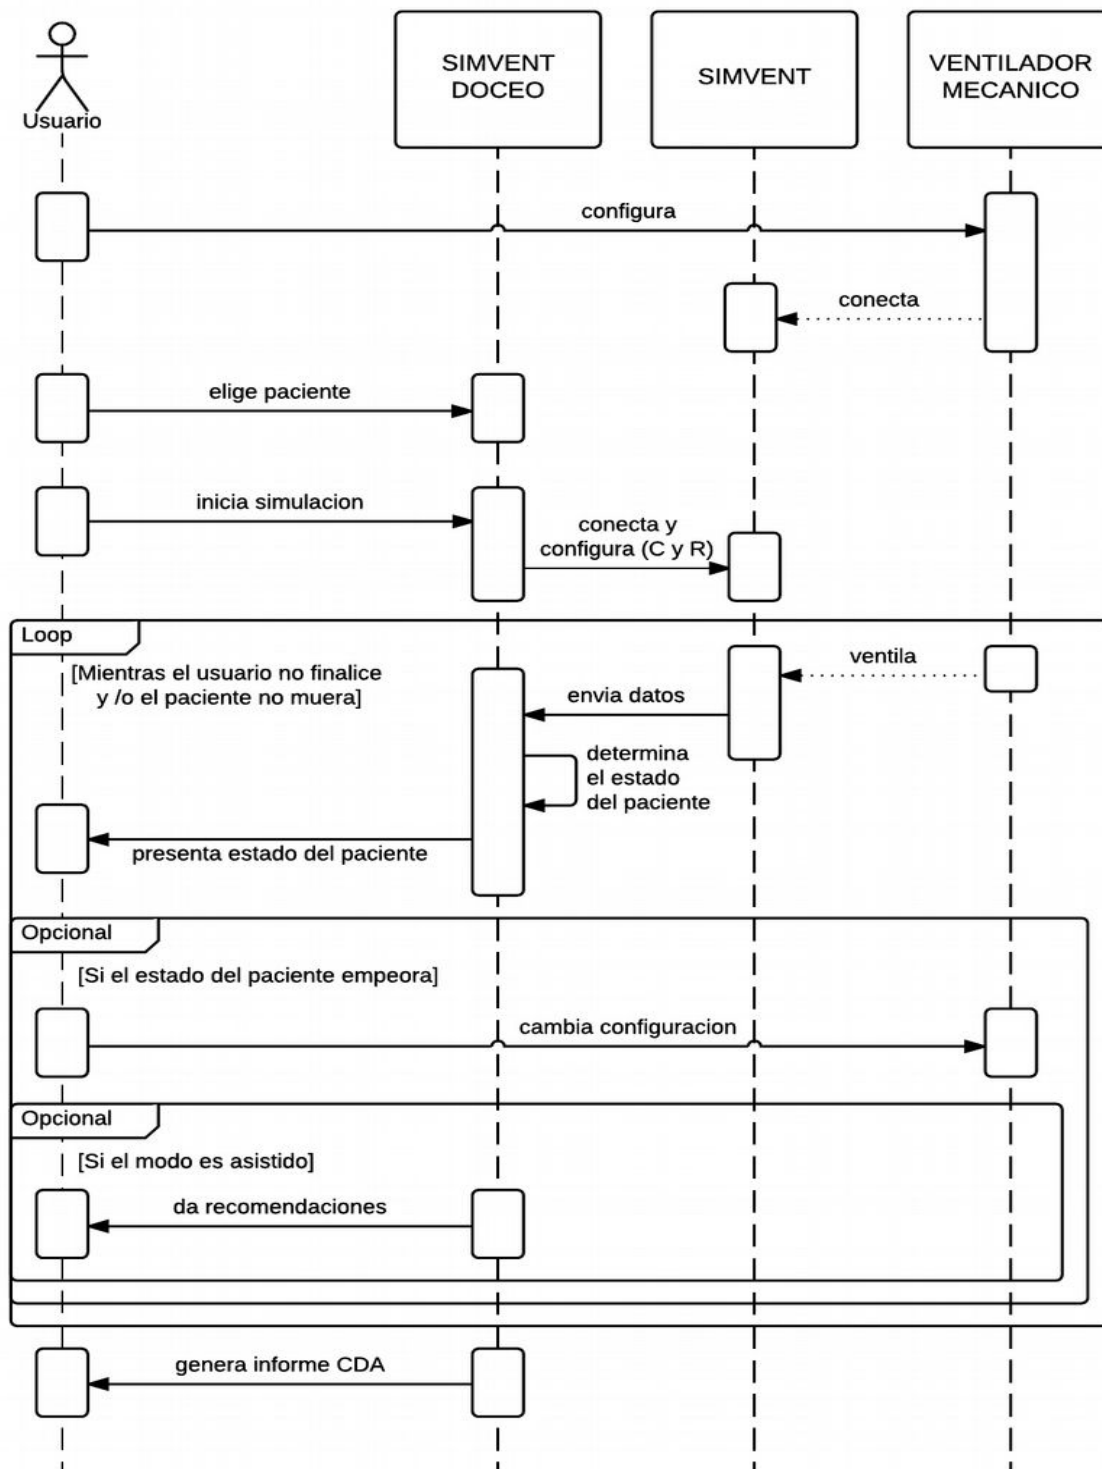 Usuario
SIMVENT
DOCEO
SIMVENT
VENTILADOR
MECANICO
configura
conecta
elige paciente
inicia simulacion
conecta y
configura (C y R)
Loop
[Mientras el usuario no finalice
y /o el paciente no muera]
ventila
envia datos
determina
el estado
del paciente
presenta estado del paciente
Opcional
[Si el estado del paciente empeora]
cambia configuracion
Opcional
[Si el modo es asistido]
da recomendaciones
genera informe CDA